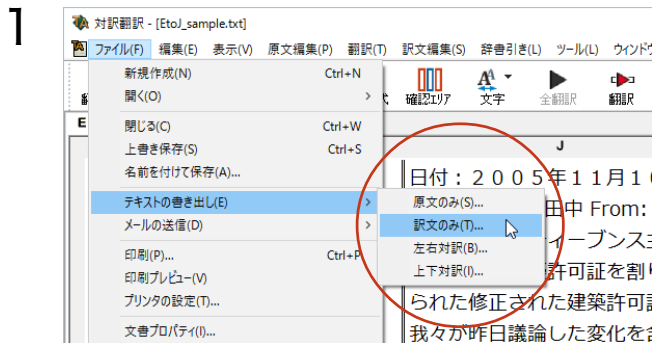 1
対訳翻訳 - [EtoJ_sample.txt]
ファイル(F) 編集(E) 表示(V) 原文編集(P) 翻訳(T) 訳文編集(S) 辞書引き(L) ツール(L) ウィンドウ
新規作成(N) Ctrl+N
開く(O) >
確認エリア 文字 全翻訳 翻訳
閉じる(C) Ctrl+W
上書き保存(S) Ctrl+S
名前を付けて保存(A)...
E
J
テキストの書き出し(E) >
メールの送信(D) >
印刷(P)... Ctrl+P
印刷プレビュー(V)
プリンタの設定(T)...
文書プロパティ(I)...
原文のみ(S)...
訳文のみ(T)...
左右対訳(B)...
上下対訳(I)...
日付：２００５年１１月１
田中 From:
ィーブンス
許可証を割り
られた修正された建築許可
我々が昨日議論した変化を